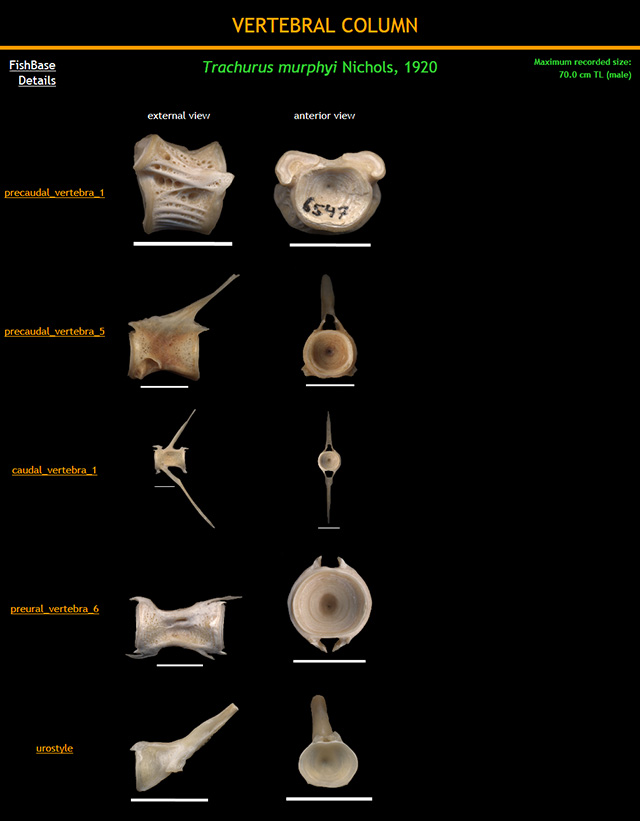 VERTEBRAL COLUMN
FishBase
Details
Trachurus murphyi Nichols, 1920
Maximum recorded size:
70.0 cm TL (male)
external view
anterior view
precaudal_vertebra_1
6547
precaudal_vertebra_5
caudal_vertebra_1
preural_vertebra_6
urostyle